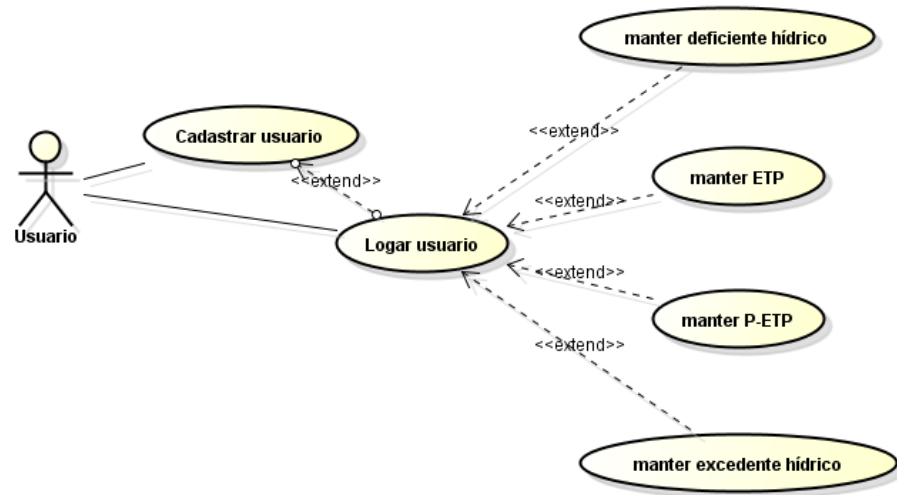 manter deficiente hídrico
Cadastrar usuario
<<extend>>
manter ETP
<<extend>>
<<extend>>
Usuario
Logar usuario
<<extend>>
manter P-ETP
<<extend>>
manter excedente hídrico